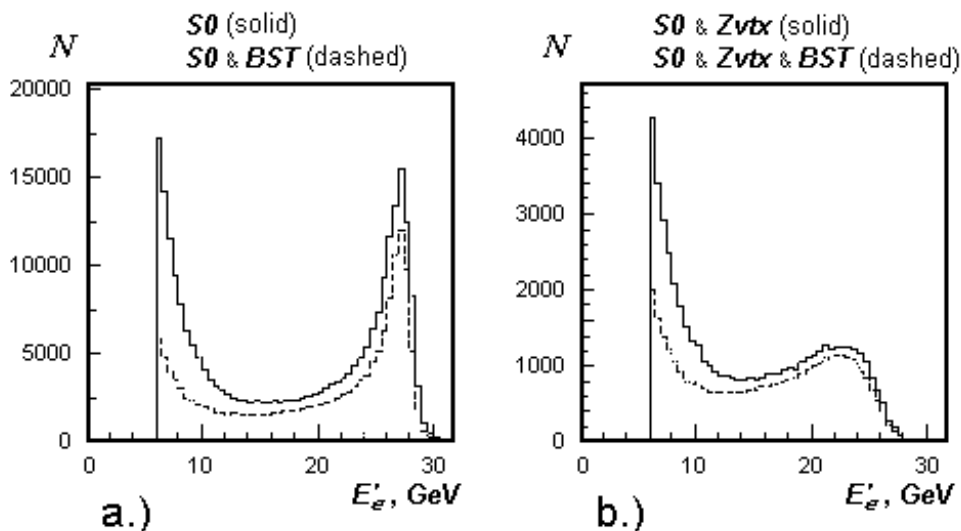 S0 (solid)
S0 & BST (dashed)
N
20000
15000
10000
5000
0
0 10 20 30
E'e, GeV
a.)
S0 & Zvtx (solid)
S0 & Zvtx & BST (dashed)
N
4000
3000
2000
1000
0
0 10 20 30
E'e, GeV
b.)